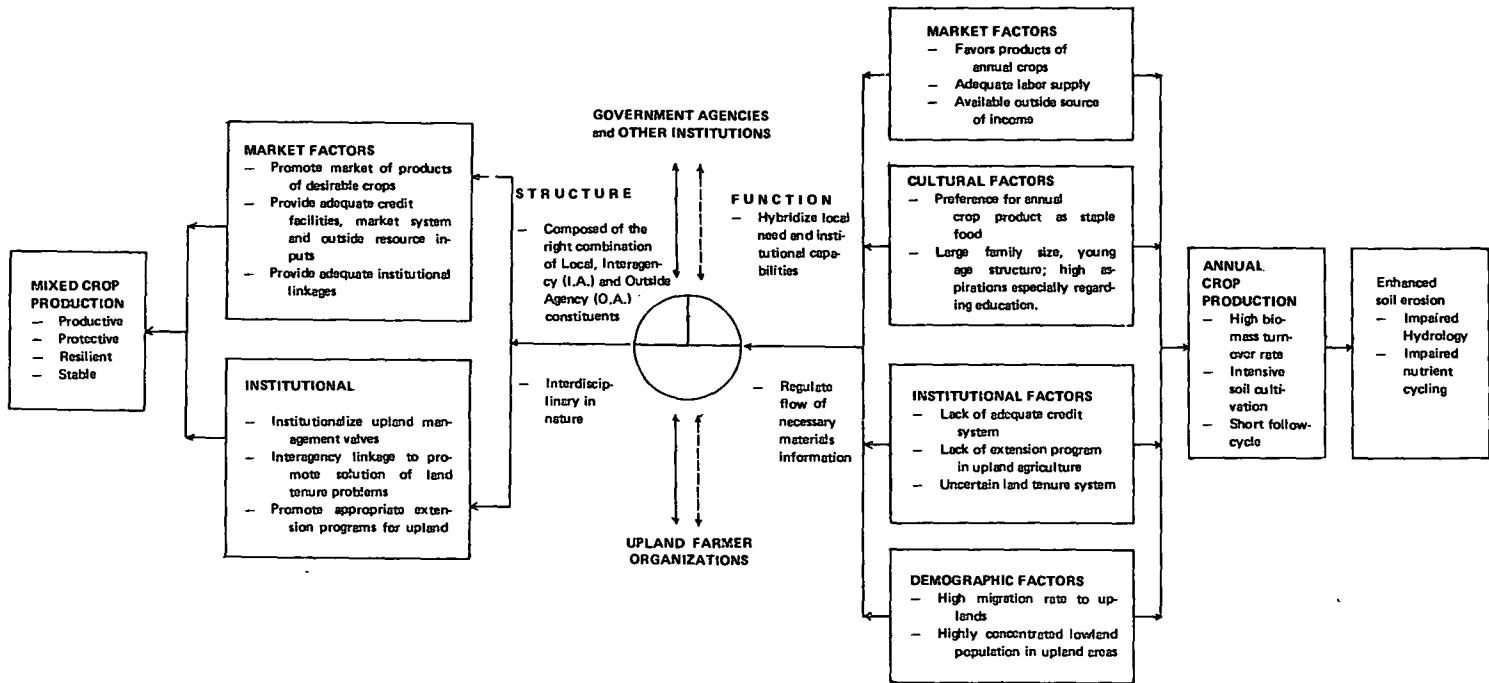 MIXED CROP
PRODUCTION
— Productive
— Protective
— Resilient
— Stable
MARKET FACTORS
— Promote market of products
of desirable crops
— Provide adequate credit
facilities, market system
and outside resource in-
puts
— Provide adequate institutional
linkages
INSTITUTIONAL
— Institutionalize upland man-
agement valves
— Interagency linkage to pro-
mote solution of land
tenure problems
— Promote appropriate exten-
sion programs for upland
STRUCTURE
— Composed of the
right combination
of Local, Interagen-
cy (I.A.) and Outside
Agency (O.A.)
constituents
— Interdiscip-
linary in
nature
GOVERNMENT AGENCIES
and OTHER INSTITUTIONS
UPLAND FARMER
ORGANIZATIONS
FUNCTION
— Hybridize local
need and insti-
tutional capa-
bilities
— Regulate
flow of
necessary
materials
information
MARKET FACTORS
— Favors products of
annual crops
— Adequate labor supply
— Available outside source
of income
CULTURAL FACTORS
— Preference for annual
crop product as staple
food
— Large family size, young
age structure; high as-
pirations especially regar-
ding education.
INSTITUTIONAL FACTORS
— Lack of adequate credit
system
— Lack of extension program
in upland agriculture
— Uncertain land tenure system
DEMOGRAPHIC FACTORS
— High migration rate to up-
lands
— Highly concentrated lowland
population in upland areas
ANNUAL
CROP
PRODUCTION
— High bio-
mass turn-
over rate
— Intensive
soil culti-
vation
— Short follow-
cycle
Enhanced
soil erosion
— Impaired
Hydrology
— Impaired
nutrient
cycling